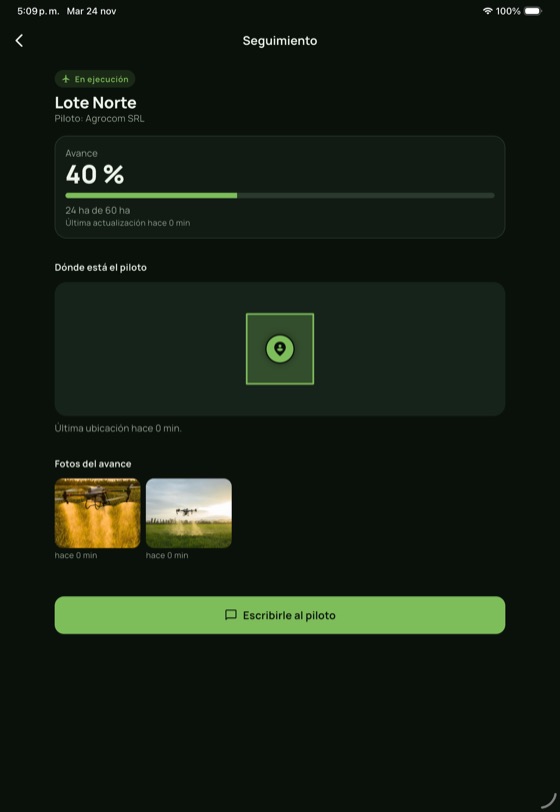 5:09 p. m. Mar 24 nov
100%
Seguimiento
En ejecución
Lote Norte
Piloto: Agrocom SRL
Avance
40 %
24 ha de 60 ha
Última actualización hace 0 min
Dónde está el piloto
Última ubicación hace 0 min.
Fotos del avance
hace 0 min hace 0 min
Escribirle al piloto